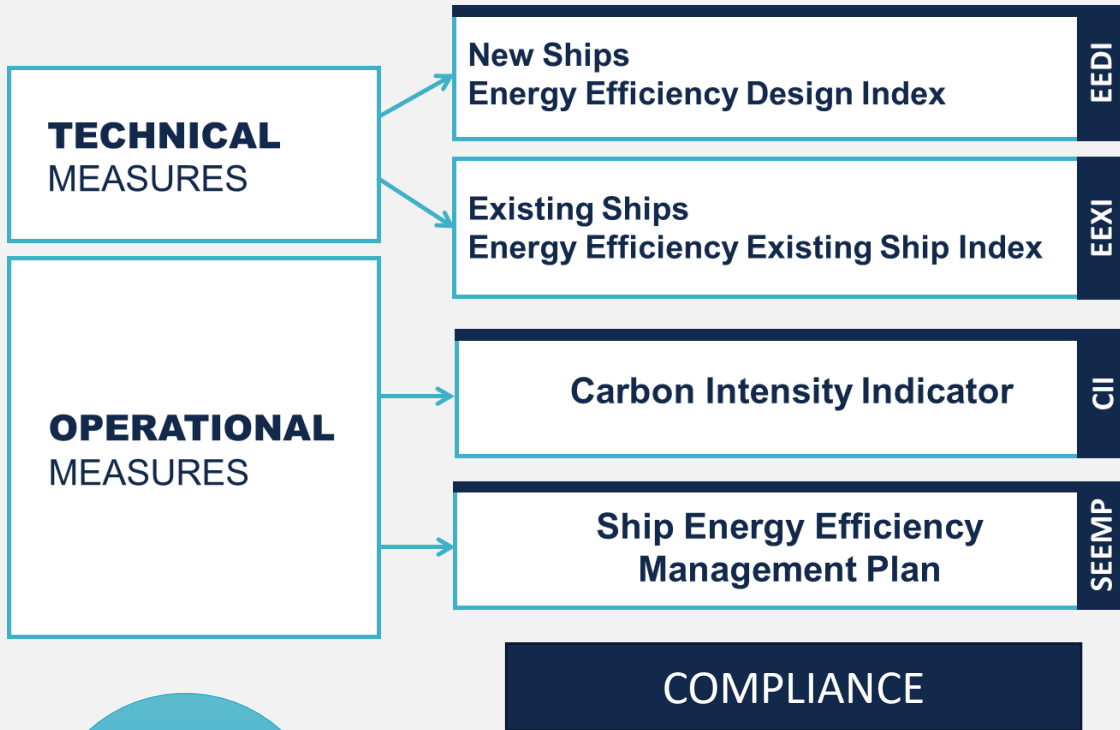 TECHNICAL
MEASURES
New Ships
Energy Efficiency Design Index
EEDI
Existing Ships
Energy Efficiency Existing Ship Index
EEXI
OPERATIONAL
MEASURES
Carbon Intensity Indicator
CII
Ship Energy Efficiency
Management Plan
SEEMP
COMPLIANCE